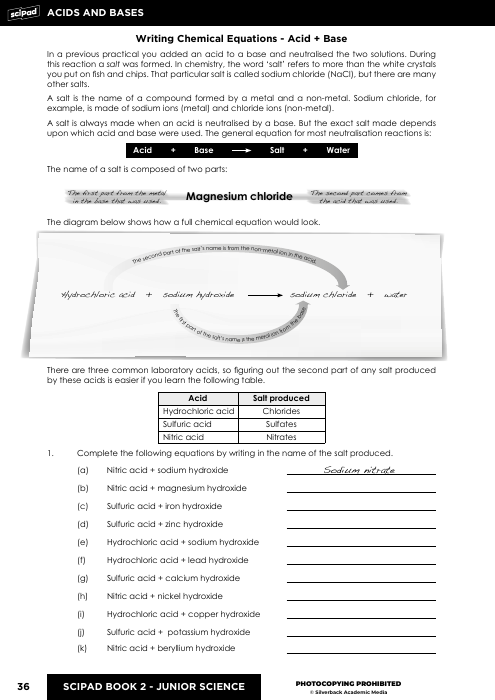 scipad ACIDS AND BASES
Writing Chemical Equations - Acid + Base
In a previous practical you added an acid to a base and neutralised the two solutions. During
this reaction a salt was formed. In chemistry, the word 'salt' refers to more than the white crystals
you put on fish and chips. That particular salt is called sodium chloride (NaCl), but there are many
other salts.
A salt is the name of a compound formed by a metal and a non-metal. Sodium chloride, for
example, is made of sodium ions (metal) and chloride ions (non-metal).
A salt is always made when an acid is neutralised by a base. But the exact salt made depends
upon which acid and base were used. The general equation for most neutralisation reactions is:
Acid + Base → Salt + Water
The name of a salt is composed of two parts:
The first part from the metal
in the base that was used.
Magnesium chloride
The second part comes from
the acid that was used.
The diagram below shows how a full chemical equation would look.
The second part of the salt's name is from the non-metal ion in the acid.
Hydrochloric acid + sodium hydroxide → sodium chloride + water
The first part of the salt's name is the metal ion from the base.
There are three common laboratory acids, so figuring out the second part of any salt produced
by these acids is easier if you learn the following table.
Acid Salt produced
Hydrochloric acid Chlorides
Sulfuric acid Sulfates
Nitric acid Nitrates
1. Complete the following equations by writing in the name of the salt produced.
(a) Nitric acid + sodium hydroxide Sodium nitrate
(b) Nitric acid + magnesium hydroxide
(c) Sulfuric acid + iron hydroxide
(d) Sulfuric acid + zinc hydroxide
(e) Hydrochloric acid + sodium hydroxide
(f) Hydrochloric acid + lead hydroxide
(g) Sulfuric acid + calcium hydroxide
(h) Nitric acid + nickel hydroxide
(i) Hydrochloric acid + copper hydroxide
(j) Sulfuric acid + potassium hydroxide
(k) Nitric acid + beryllium hydroxide
36 SCIPAD BOOK 2 - JUNIOR SCIENCE
PHOTOCOPYING PROHIBITED
© Silverback Academic Media